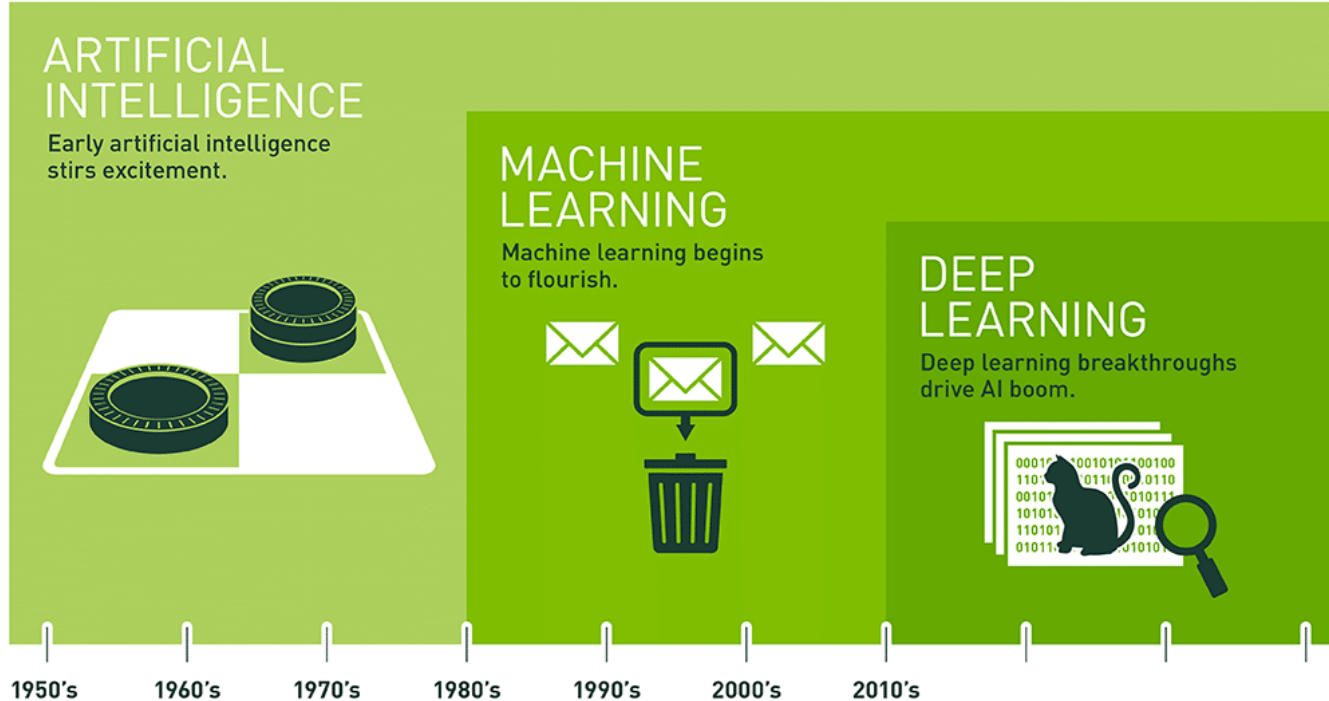 ARTIFICIAL
INTELLIGENCE
Early artificial intelligence
stirs excitement.
MACHINE
LEARNING
Machine learning begins
to flourish.
DEEP
LEARNING
Deep learning breakthroughs
drive AI boom.
1950's
1960's
1970's
1980's
1990's
2000's
2010's